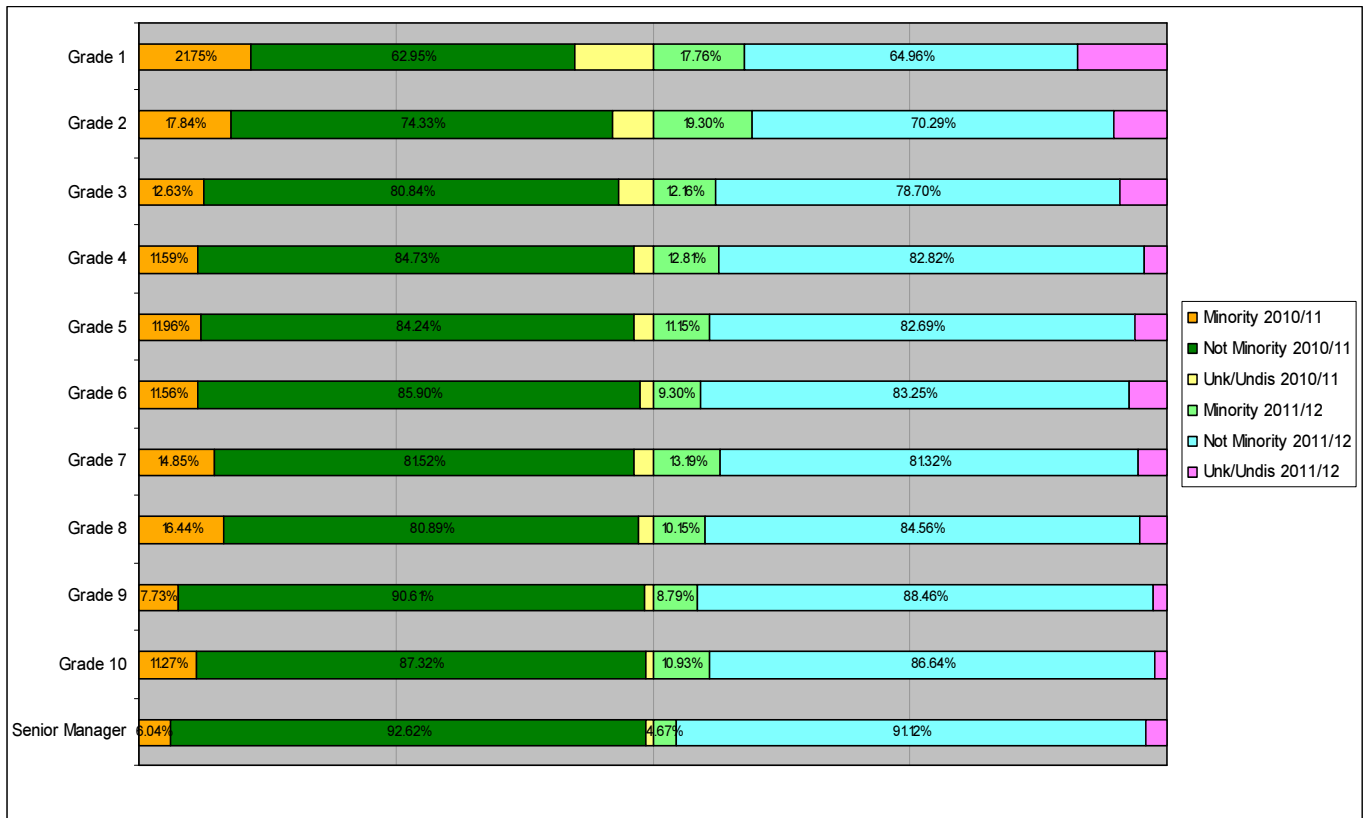 Grade 1 21.75% 62.95% 17.76% 64.96%
Grade 2 17.84% 74.33% 19.30% 70.29%
Grade 3 12.63% 80.84% 12.16% 78.70%
Grade 4 11.59% 84.73% 12.81% 82.82%
Grade 5 11.96% 84.24% 11.15% 82.69%
Grade 6 11.56% 85.90% 9.30% 83.25%
Grade 7 14.85% 81.52% 13.19% 81.32%
Grade 8 16.44% 80.89% 10.15% 84.56%
Grade 9 7.73% 90.61% 8.79% 88.46%
Grade 10 11.27% 87.32% 10.93% 86.64%
Senior Manager 6.04% 92.62% 4.67% 91.12%
Minority 2010/11
Not Minority 2010/11
Unk/Undis 2010/11
Minority 2011/12
Not Minority 2011/12
Unk/Undis 2011/12